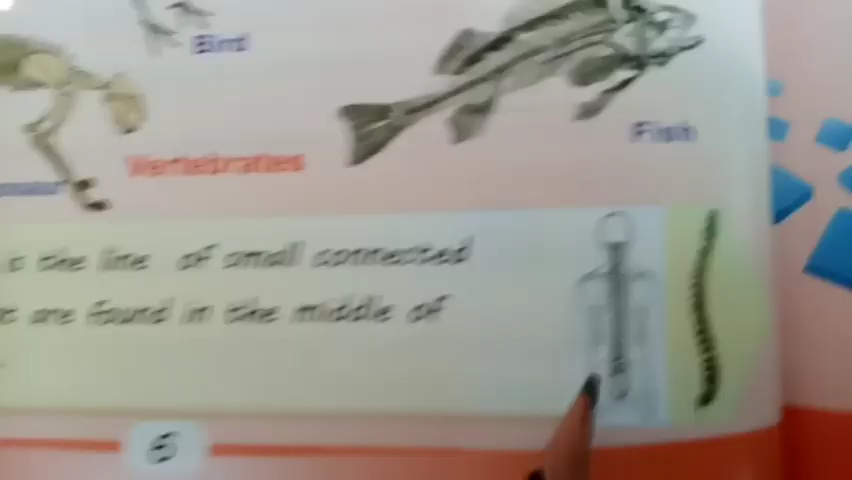 Bird
Fish
Vertebrates
is the line of small connected
are found in the middle of
6